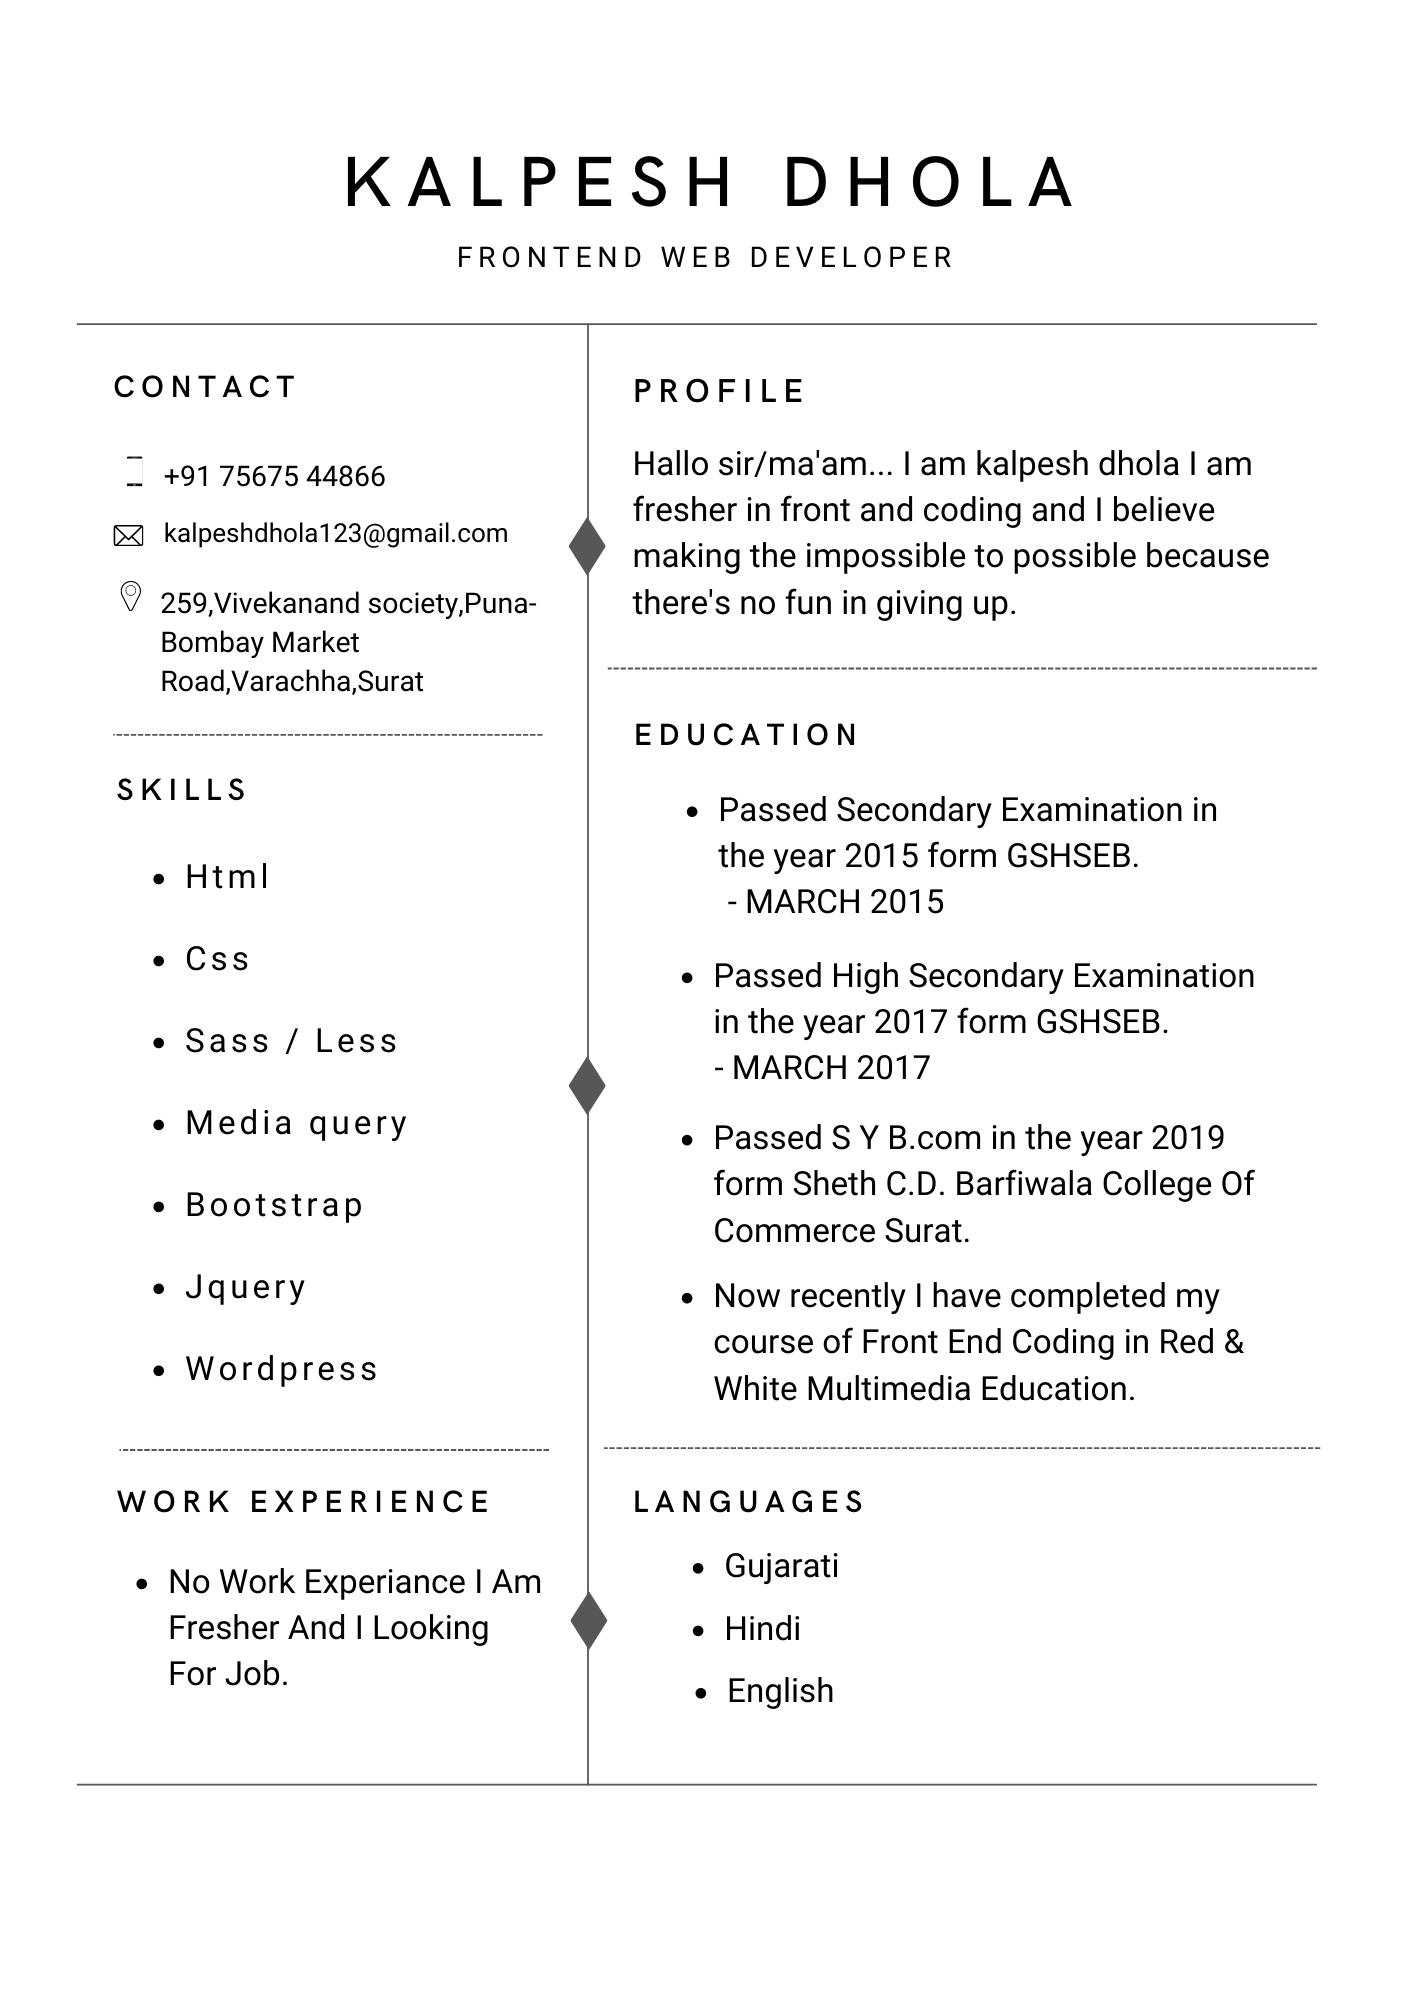 KALPESH DHOLA
FRONTEND WEB DEVELOPER
CONTACT
+91 75675 44866
kalpeshdhola123@gmail.com
259,Vivekanand society,Puna-
Bombay Market
Road,Varachha,Surat
SKILLS
Html
Css
Sass / Less
Media query
Bootstrap
Jquery
Wordpress
WORK EXPERIENCE
No Work Experiance I Am
Fresher And I Looking
For Job.
PROFILE
Hallo sir/ma'am... I am kalpesh dhola I am
fresher in front and coding and I believe
making the impossible to possible because
there's no fun in giving up.
EDUCATION
Passed Secondary Examination in
the year 2015 form GSHSEB.
- MARCH 2015
Passed High Secondary Examination
in the year 2017 form GSHSEB.
- MARCH 2017
Passed S Y B.com in the year 2019
form Sheth C.D. Barfiwala College Of
Commerce Surat.
Now recently I have completed my
course of Front End Coding in Red &
White Multimedia Education.
LANGUAGES
Gujarati
Hindi
English